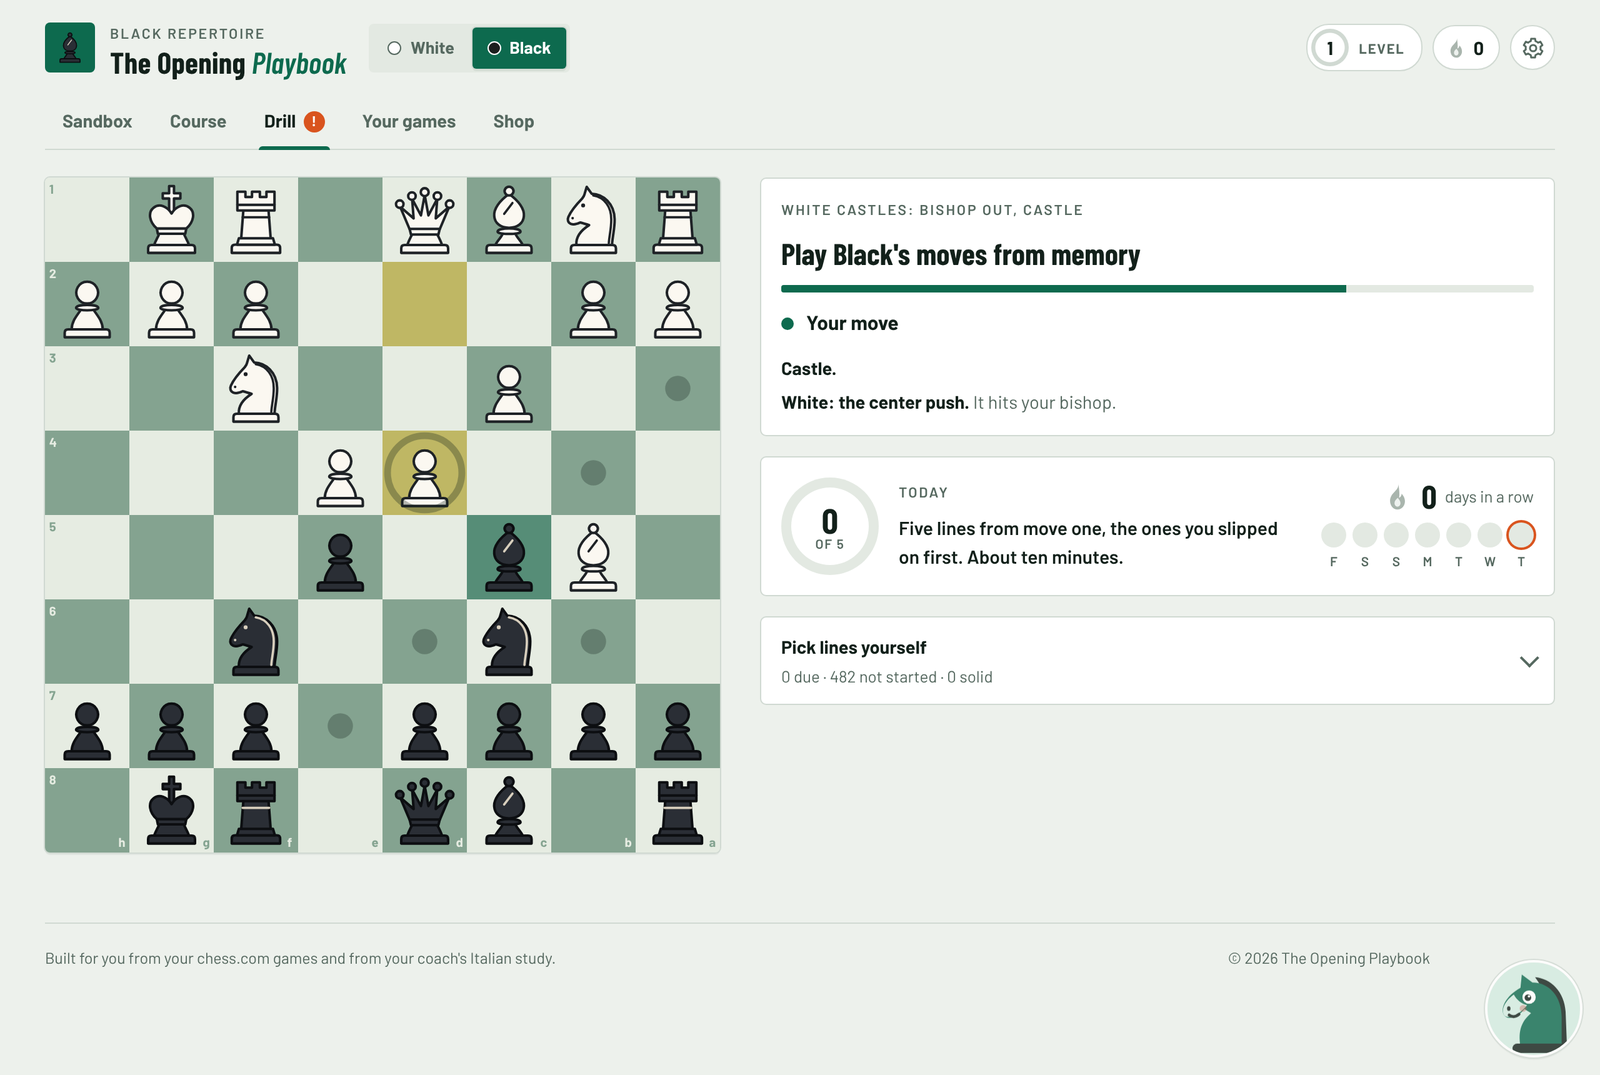 BLACK REPERTOIRE
The Opening Playbook
White
Black
1 LEVEL
0
Sandbox
Course
Drill !
Your games
Shop
1
2
3
4
5
6
7
8
h
g
f
e
d
c
b
a
WHITE CASTLES: BISHOP OUT, CASTLE
Play Black's moves from memory
Your move
Castle.
White: the center push. It hits your bishop.
0
OF 5
TODAY
Five lines from move one, the ones you slipped
on first. About ten minutes.
0 days in a row
F S S M T W T
Pick lines yourself
0 due · 482 not started · 0 solid
Built for you from your chess.com games and from your coach's Italian study.
© 2026 The Opening Playbook